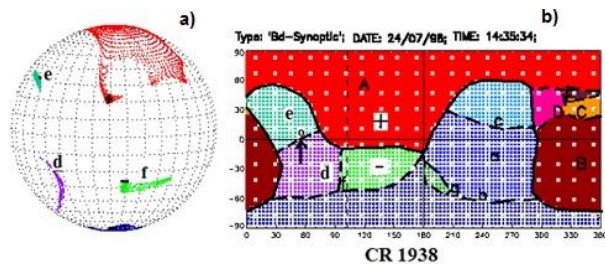 a)
b)
Type: 'Bd-Synoptic'; DATE: 24/07/98; TIME: 14:35:34;
e
d
f
90
60
30
0
-30
-60
-90
A
+
e
d
-
g
c
a
b
D
F
C
B
0 30 60 90 120 150 180 210 240 270 300 330 360
CR 1938